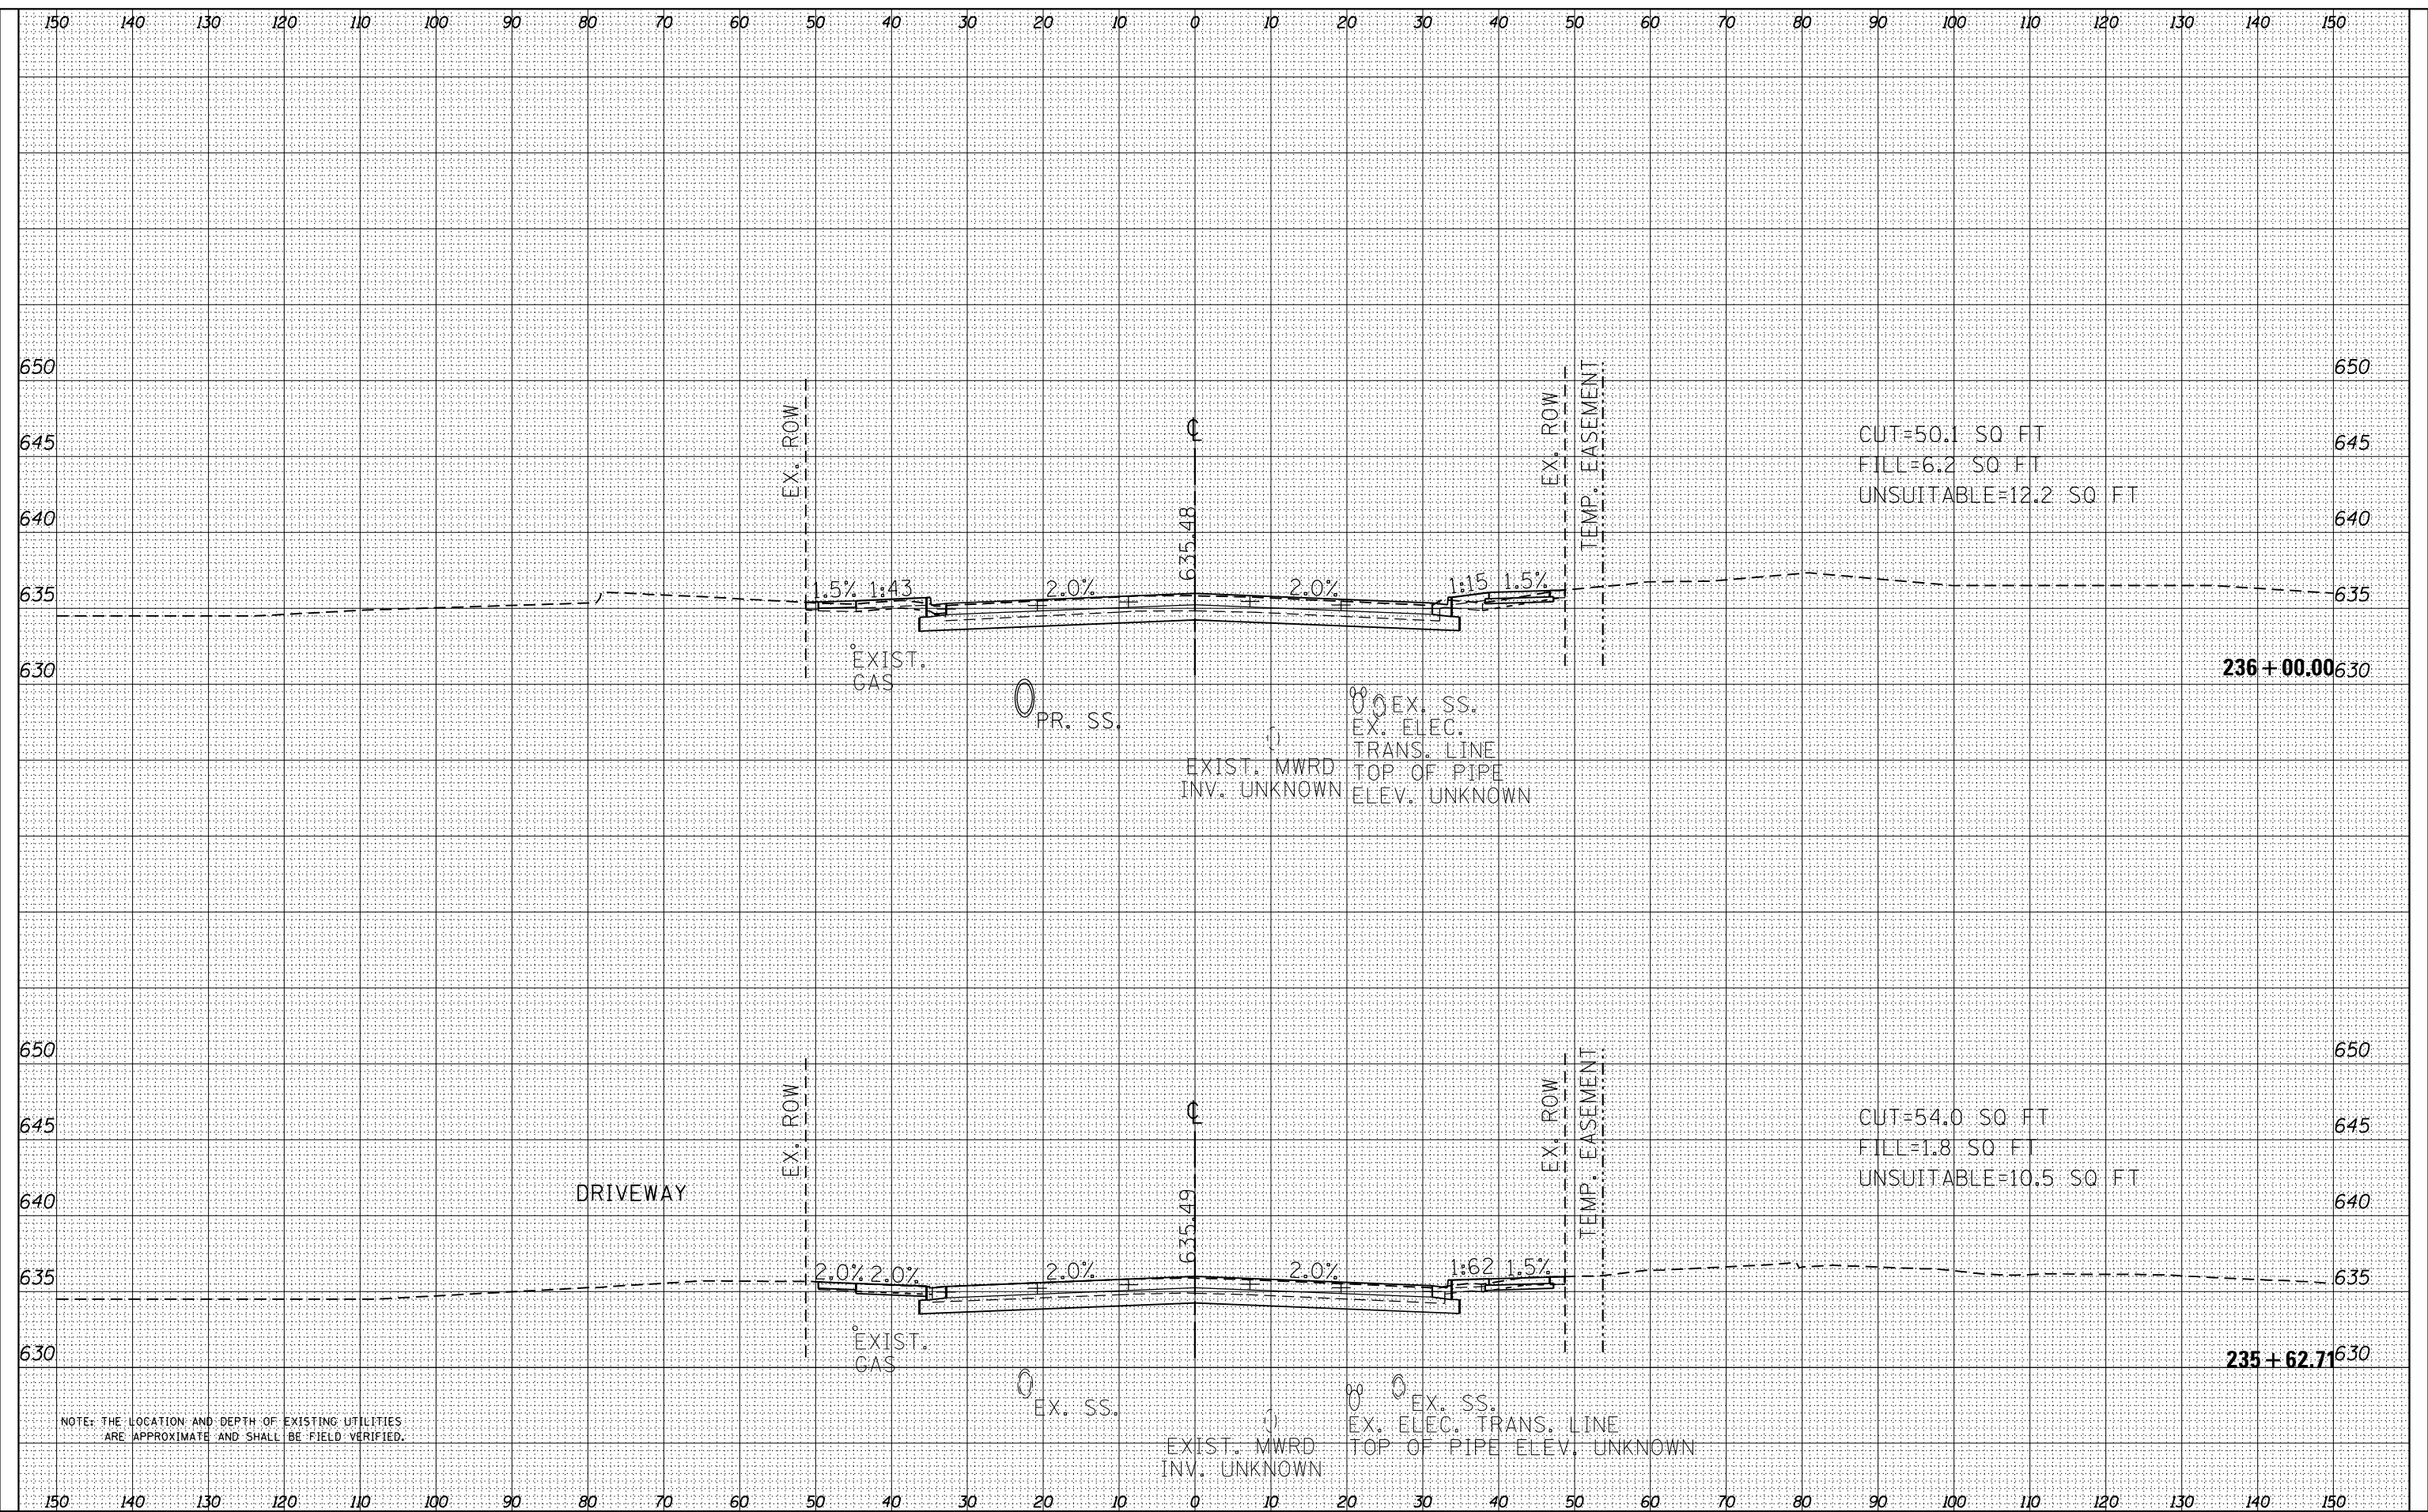 150 140 130 120 110 100 90 80 70 60 50 40 30 20 10 0 10 20 30 40 50 60 70 80 90 100 110 120 130 140 150
650 650
EX. ROW
EX. ROW
TEMP. EASEMENT
℄
645 645
CUT=50.1 SQ FT
FILL=6.2 SQ FT
UNSUITABLE=12.2 SQ FT
640 640
635.48
635 1.5% 1:43 2.0% 2.0% 1:15 1.5% 635
630 236+00.00 630
EXIST.
GAS
PR. SS.
EX. SS.
EX. ELEC.
TRANS. LINE
TOP OF PIPE
ELEV. UNKNOWN
EXIST. MWRD
INV. UNKNOWN
650 650
EX. ROW
EX. ROW
TEMP. EASEMENT
℄
645 645
CUT=54.0 SQ FT
FILL=1.8 SQ FT
UNSUITABLE=10.5 SQ FT
DRIVEWAY
640 640
635.49
635 2.0% 2.0% 2.0% 2.0% 1:62 1.5% 635
630 235+62.71 630
EXIST.
GAS
EX. SS.
EX. SS.
EX. ELEC. TRANS. LINE
TOP OF PIPE ELEV. UNKNOWN
EXIST. MWRD
INV. UNKNOWN
NOTE: THE LOCATION AND DEPTH OF EXISTING UTILITIES
ARE APPROXIMATE AND SHALL BE FIELD VERIFIED.
150 140 130 120 110 100 90 80 70 60 50 40 30 20 10 0 10 20 30 40 50 60 70 80 90 100 110 120 130 140 150